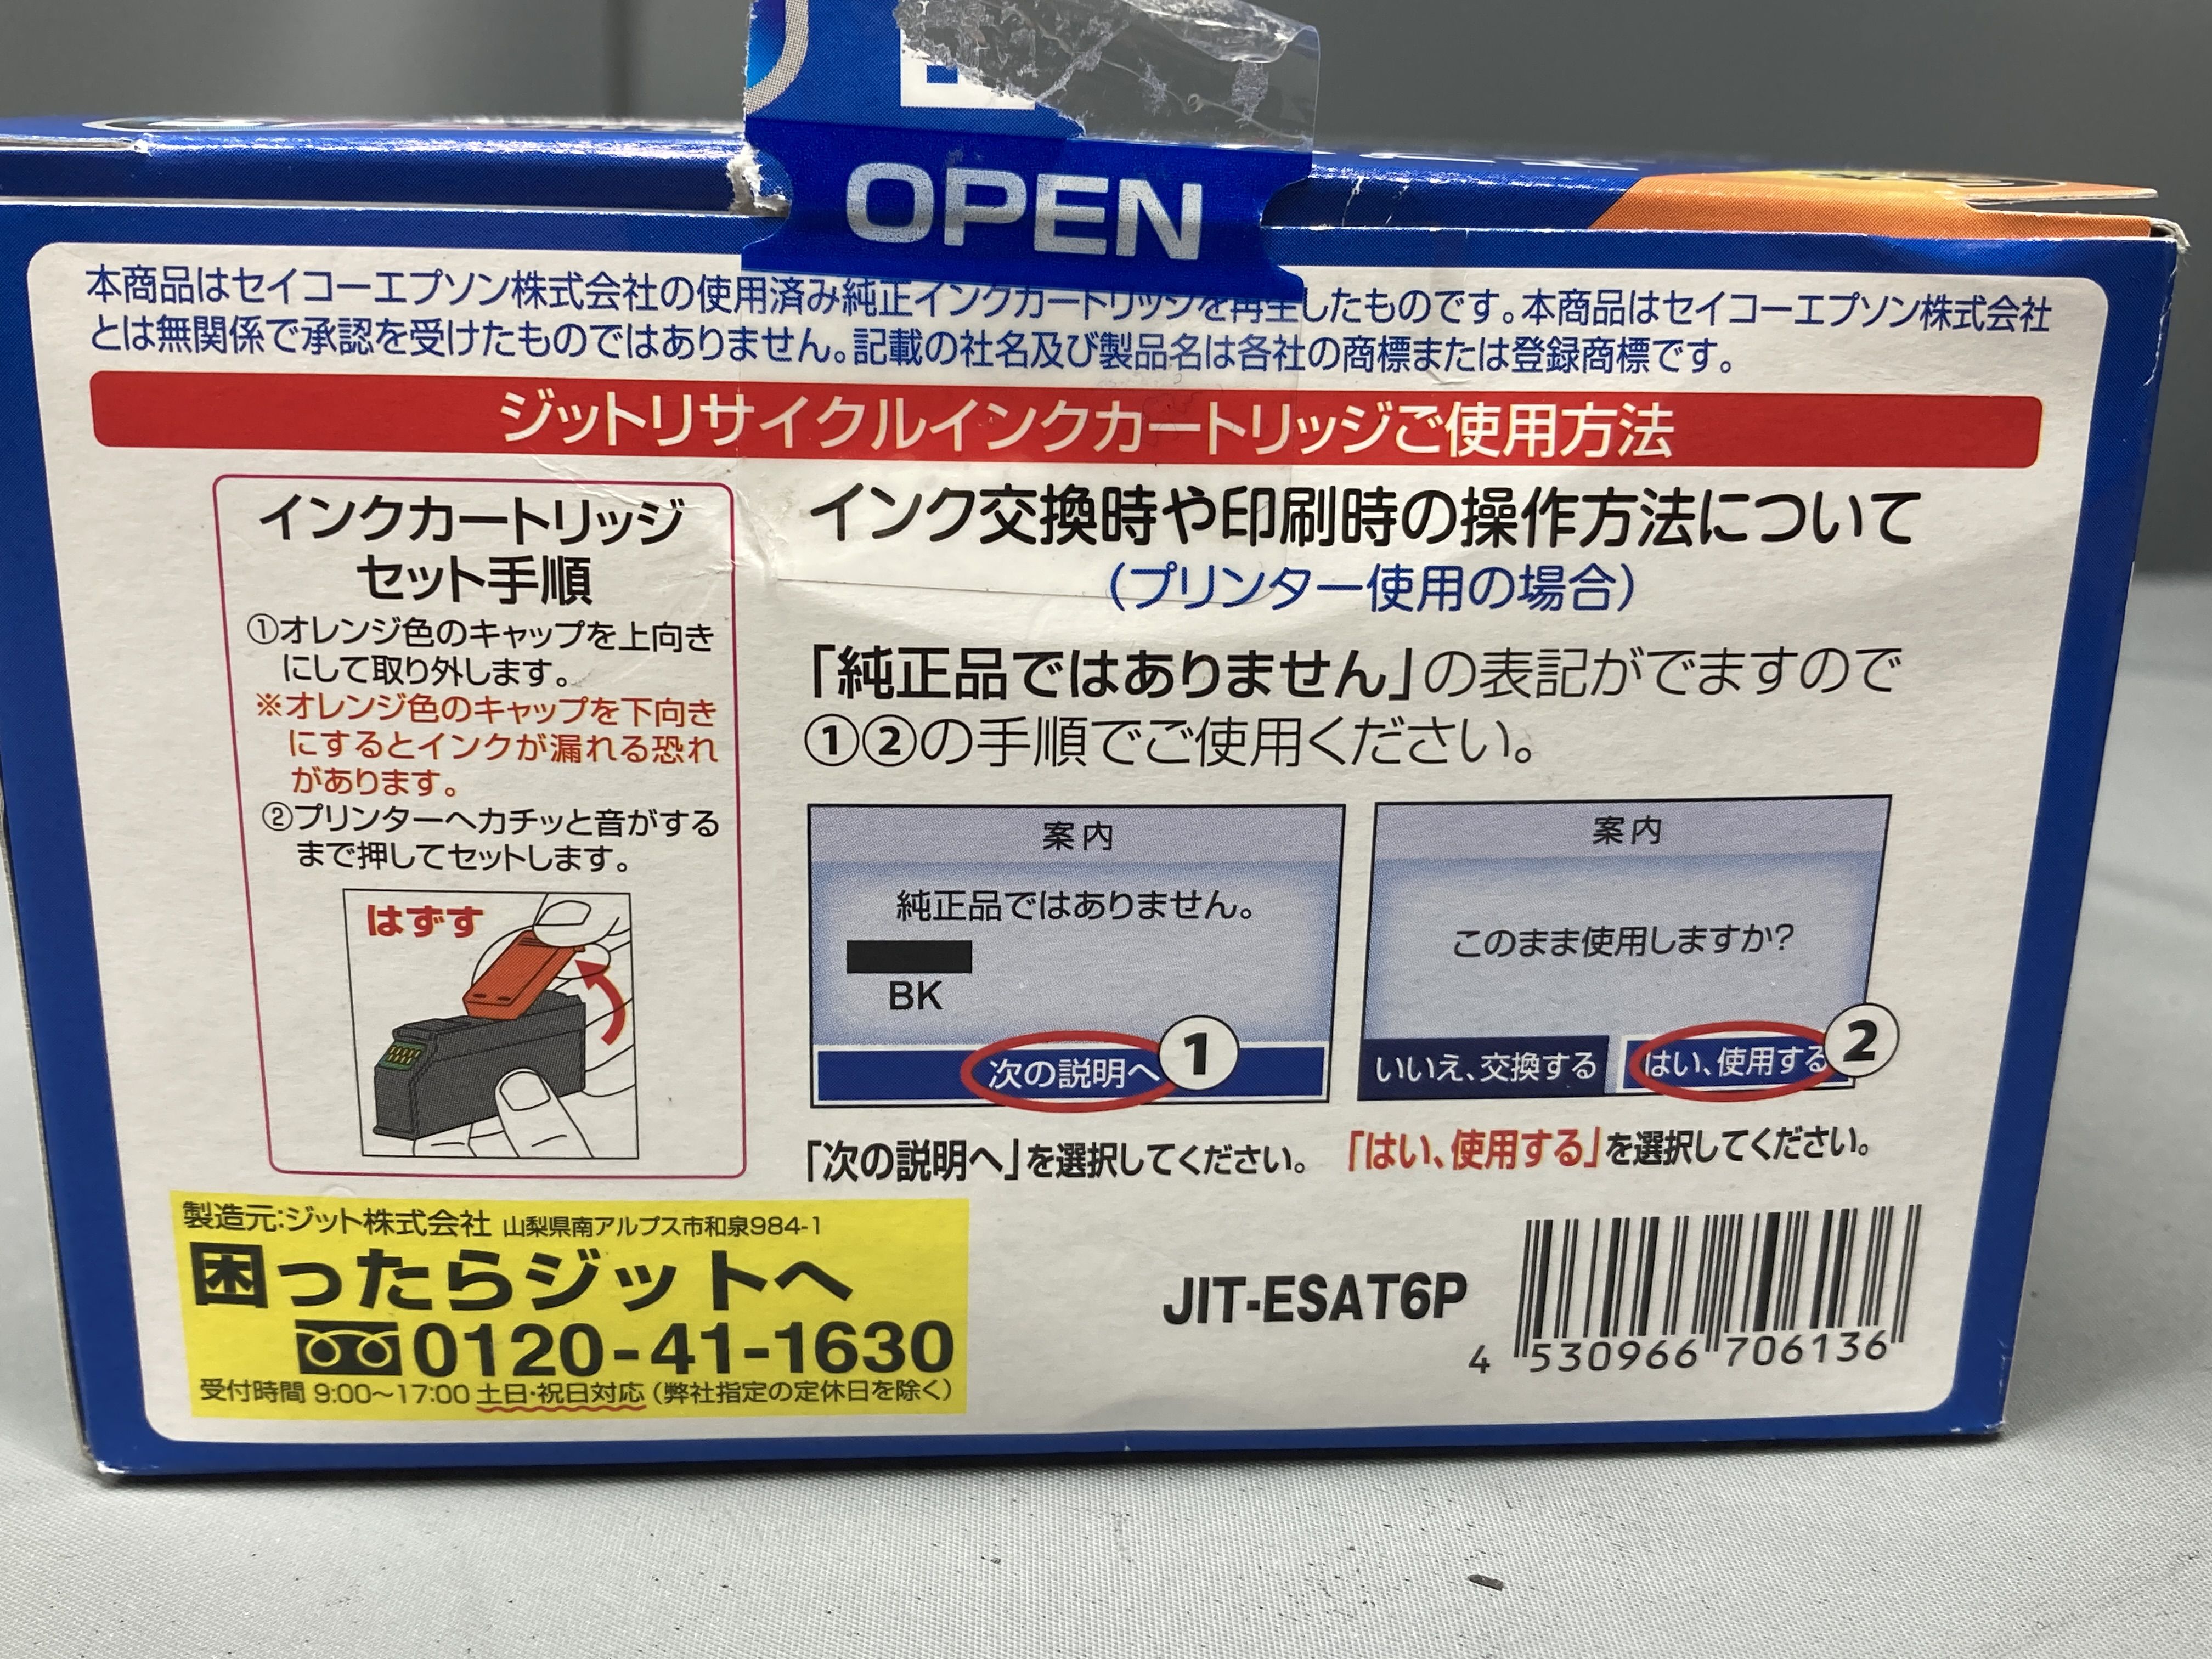 OPEN
本商品はセイコーエプソン株式会社の使用済み純正インクカートリッジを再生したものです。本商品はセイコーエプソン株式会社
とは無関係で承認を受けたものではありません。記載の社名及び製品名は各社の商標または登録商標です。
ジットリサイクルインクカートリッジご使用方法
インクカートリッジ
セット手順
①オレンジ色のキャップを上向き
にして取り外します。
※オレンジ色のキャップを下向き
にするとインクが漏れる恐れ
があります。
②プリンターへカチッと音がする
まで押してセットします。
はずす
インク交換時や印刷時の操作方法について
（プリンター使用の場合）
「純正品ではありません」の表記がでますので
①②の手順でご使用ください。
案内
純正品ではありません。
BK
次の説明へ
1
「次の説明へ」を選択してください。
案内
このまま使用しますか?
いいえ、交換する
はい、使用する
2
「はい、使用する」を選択してください。
製造元:ジット株式会社 山梨県南アルプス市和泉984-1
困ったらジットへ
0120-41-1630
受付時間 9:00〜17:00 土日・祝日対応（弊社指定の定休日を除く）
JIT-ESAT6P
4 530966 706136